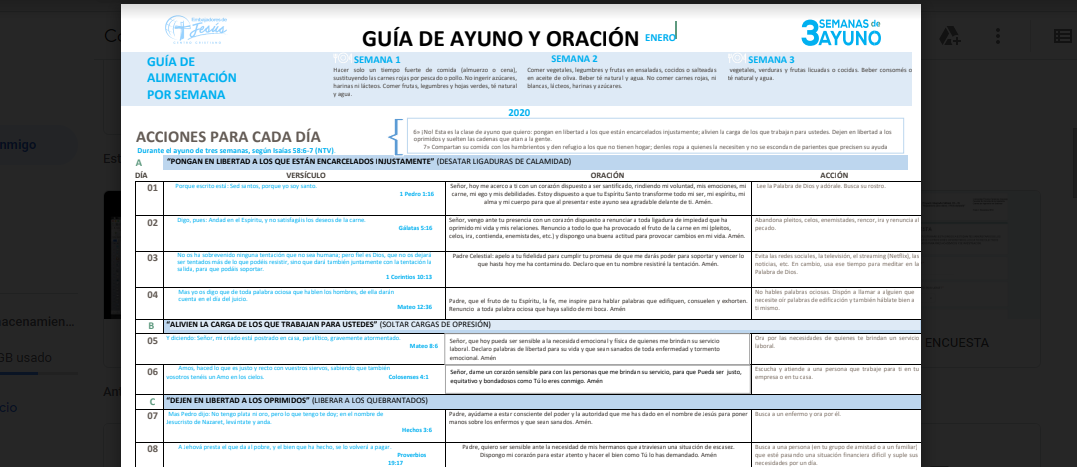 Embajadores de
Jesús
CENTRO CRISTIANO
GUÍA DE AYUNO Y ORACIÓN ENERO
3 SEMANAS de
AYUNO
GUÍA DE
ALIMENTACIÓN
POR SEMANA
SEMANA 1
Hacer solo un tiempo fuerte de comida (almuerzo o cena),
sustituyendo las carnes rojas por pescado o pollo. No ingerir azúcares,
harinas ni lácteos. Comer frutas, legumbres y hojas verdes, té natural
y agua.
SEMANA 2
Comer vegetales, legumbres y frutas en ensaladas, cocidos o salteadas
en aceite de oliva. Beber té natural y agua. No comer carnes rojas, ni
blancas, lácteos, harinas y azúcares.
SEMANA 3
vegetales, verduras y frutas licuadas o cocidas. Beber consomés o
té natural y agua.
2020
ACCIONES PARA CADA DÍA
Durante el ayuno de tres semanas, según Isaías 58:6-7 (NTV)
6» ¡No! Esta es la clase de ayuno que quiero: pongan en libertad a los que están encarcelados injustamente; alivien la carga de los que trabajan para ustedes. Dejen en libertad a los
oprimidos y suelten las cadenas que atan a la gente.
7» Compartan su comida con los hambrientos y den refugio a los que no tienen hogar; denles ropa a quienes la necesiten y no se escondan de parientes que precisen su ayuda
A "PONGAN EN LIBERTAD A LOS QUE ESTÁN ENCARCELADOS INJUSTAMENTE" (DESATAR LIGADURAS DE CALAMIDAD)
DÍA VERSÍCULO ORACIÓN ACCIÓN
01
Porque escrito está: Sed santos, porque yo soy santo.
1 Pedro 1:16
Señor, hoy me acerco a ti con un corazón dispuesto a ser santificado, rindiendo mi voluntad, mis emociones, mi
carne, mi ego y mis debilidades. Estoy dispuesto a que tu Espíritu Santo transforme todo mi ser, mi espíritu, mi
alma y mi cuerpo para que al presentar este ayuno sea agradable delante de ti. Amén.
Lee la Palabra de Dios y adórale. Busca su rostro.
02
Digo, pues: Andad en el Espíritu, y no satisfagáis los deseos de la carne.
Gálatas 5:16
Señor, vengo ante tu presencia con un corazón dispuesto a renunciar a toda ligadura de impiedad que ha
oprimido mi vida y mis relaciones. Renuncio a todo lo que ha provocado el fruto de la carne en mi (pleitos,
celos, ira, contienda, enemistades, etc.) y dispongo una buena actitud para provocar cambios en mi vida. Amén.
Abandona pleitos, celos, enemistades, rencor, ira y renuncia al
pecado.
03
No os ha sobrevenido ninguna tentación que no sea humana; pero fiel es Dios, que no os dejará
ser tentados más de lo que podéis resistir, sino que dará también juntamente con la tentación la
salida, para que podáis soportar.
1 Corintios 10:13
Padre Celestial: apelo a tu fidelidad para cumplir tu promesa de que me darás poder para soportar y vencer lo
que hasta hoy me ha contaminado. Declaro que en tu nombre resistiré la tentación. Amén.
Evita las redes sociales, la televisión, el streaming (Netflix), las
noticias, etc. En cambio, usa ese tiempo para meditar en la
Palabra de Dios.
04
Mas yo os digo que de toda palabra ociosa que hablen los hombres, de ella darán
cuenta en el día del juicio.
Mateo 12:36
Padre, que el fruto de tu Espíritu, la fe, me inspire para hablar palabras que edifiquen, consuelen y exhorten.
Renuncio a toda palabra ociosa que haya salido de mi boca. Amén.
No hables palabras ociosas. Dispón a llamar a alguien que
necesite oír palabras de edificación y también háblate bien a
ti mismo.
B "ALIVIEN LA CARGA DE LOS QUE TRABAJAN PARA USTEDES" (SOLTAR CARGAS DE OPRESIÓN)
05
Y diciendo: Señor, mi criado está postrado en casa, paralítico, gravemente atormentado.
Mateo 8:6
Señor, que hoy pueda ser sensible a la necesidad emocional y física de quienes me brindan su servicio
laboral. Declaro palabras de libertad para su vida y que sean sanados de toda enfermedad y tormento
emocional. Amén
Ora por las necesidades de quienes te brindan un servicio
laboral.
06
Amos, haced lo que es justo y recto con vuestros siervos, sabiendo que también
vosotros tenéis un Amo en los cielos.
Colosenses 4:1
Señor, dame un corazón sensible para con las personas que me brindan su servicio, para que Pueda ser justo,
equitativo y bondadosos como Tú lo eres conmigo. Amén
Escucha y atiende a una persona que trabaje para ti en tu
empresa o en tu casa.
C "DEJEN EN LIBERTAD A LOS OPRIMIDOS" (LIBERAR A LOS QUEBRANTADOS)
07
Mas Pedro dijo: No tengo plata ni oro, pero lo que tengo te doy; en el nombre de
Jesucristo de Nazaret, levántate y anda.
Hechos 3:6
Padre, ayúdame a estar consciente del poder y la autoridad que me has dado en el nombre de Jesús para poner
manos sobre los enfermos y que sean sanados. Amén.
Busca a un enfermo y ora por él.
08
A Jehová presta el que da al pobre, y el bien que ha hecho, se lo volverá a pagar.
Proverbios
19:17
Padre, quiero ser sensible ante la necesidad de mis hermanos que atraviesan una situación de escasez.
Dispongo mi corazón para estar atento y hacer el bien como Tú lo has demandado. Amén.
Busca a una persona (en tu grupo de amistad o a un familiar)
que esté pasando una situación financiera difícil y suple sus
necesidades por un día.
nmigo
acenamien...
GB usado
ENCUESTA